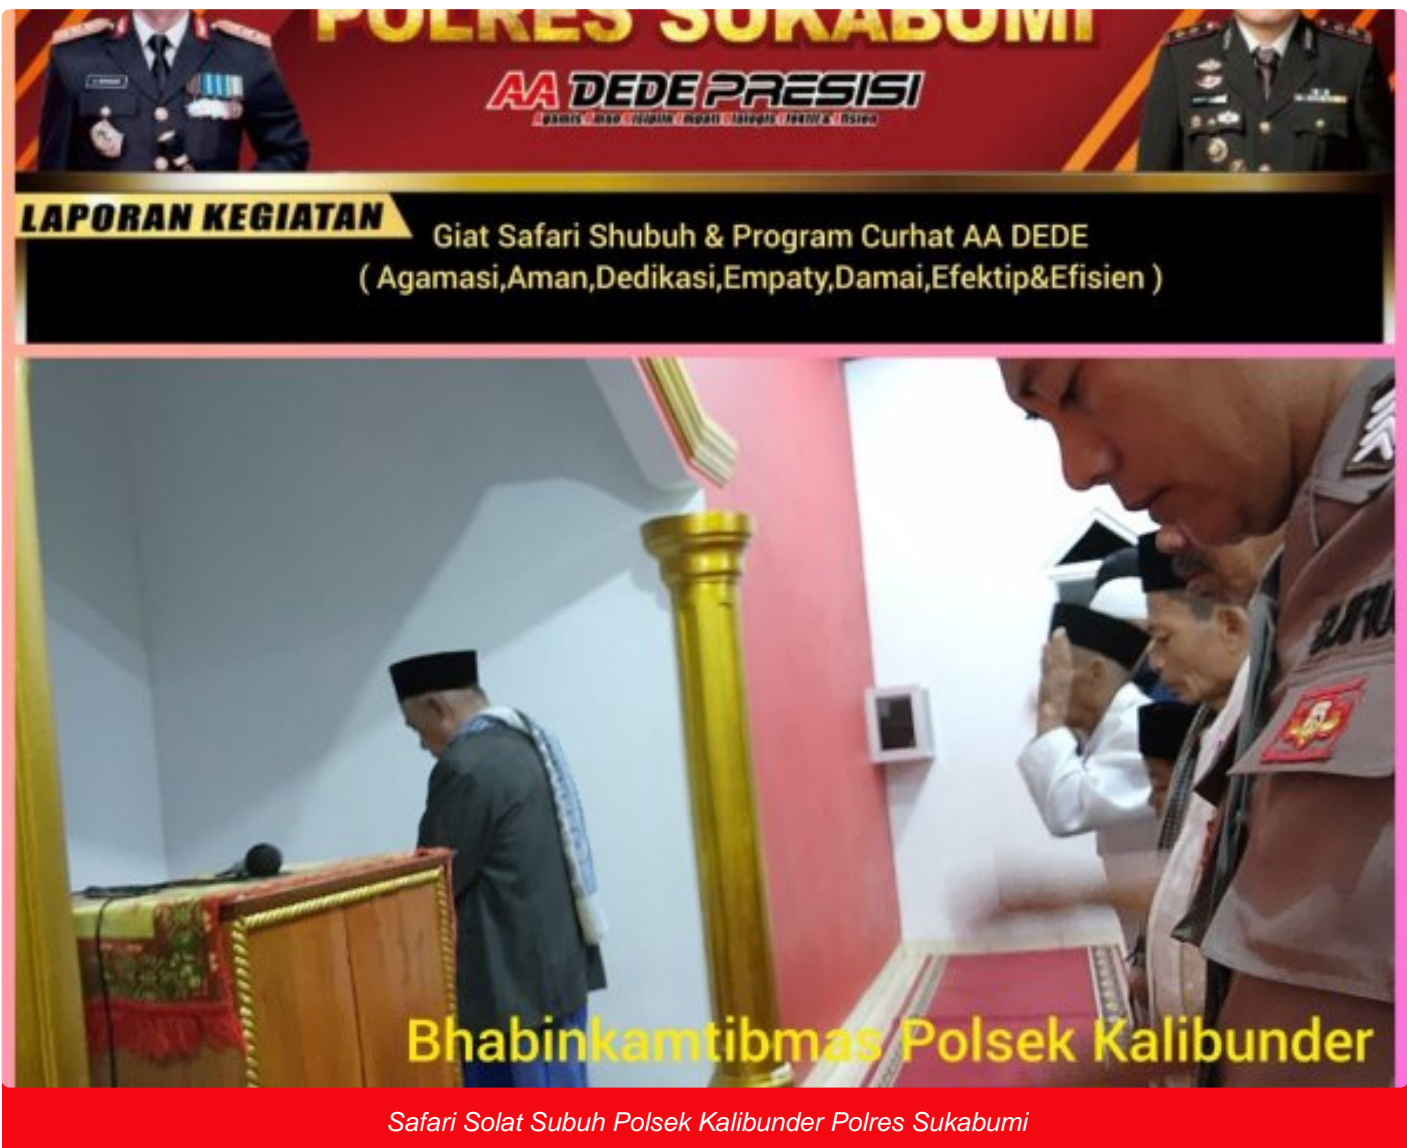 POLRES SUKABUMI
AA DEDE PRESISI
LAPORAN KEGIATAN
Giat Safari Shubuh & Program Curhat AA DEDE
( Agamasi,Aman,Dedikasi,Empaty,Damai,Efektip&Efisien )
Bhabinkamtibmas Polsek Kalibunder
Safari Solat Subuh Polsek Kalibunder Polres Sukabumi